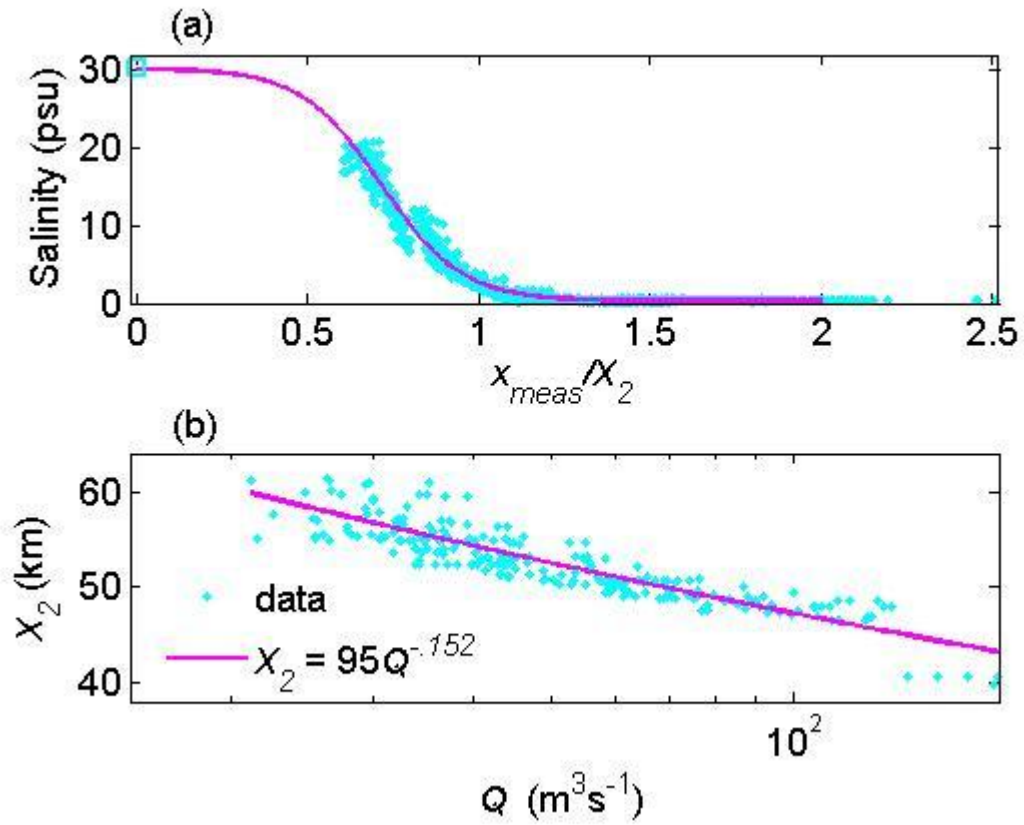 (a)
Salinity (psu)
30
20
10
0
0 0.5 1 1.5 2 2.5
x_meas/X_2
(b)
X_2 (km)
60
50
40
data
X_2 = 95Q^-.152
10^2
Q (m^3s^-1)